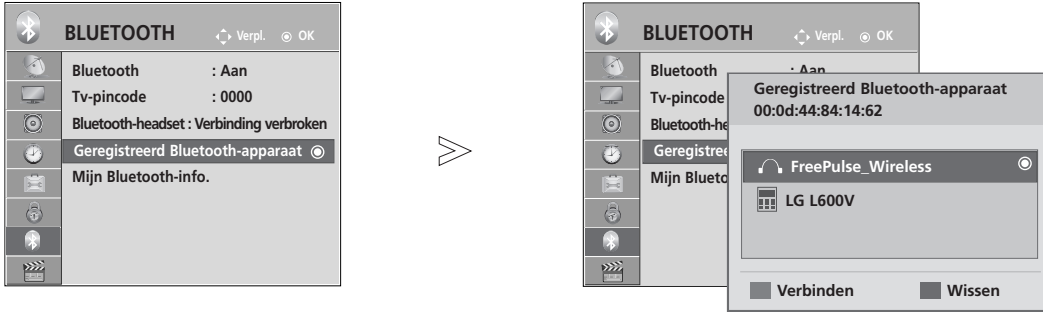 BLUETOOTH Verpl. OK
Bluetooth : Aan
Tv-pincode : 0000
Bluetooth-headset : Verbinding verbroken
Geregistreerd Bluetooth-apparaat
Mijn Bluetooth-info.
>
BLUETOOTH Verpl. OK
Bluetooth : Aan
Tv-pincode
Bluetooth-he
Geregistree
Mijn Blueto
Geregistreerd Bluetooth-apparaat
00:0d:44:84:14:62
FreePulse_Wireless
LG L600V
Verbinden Wissen